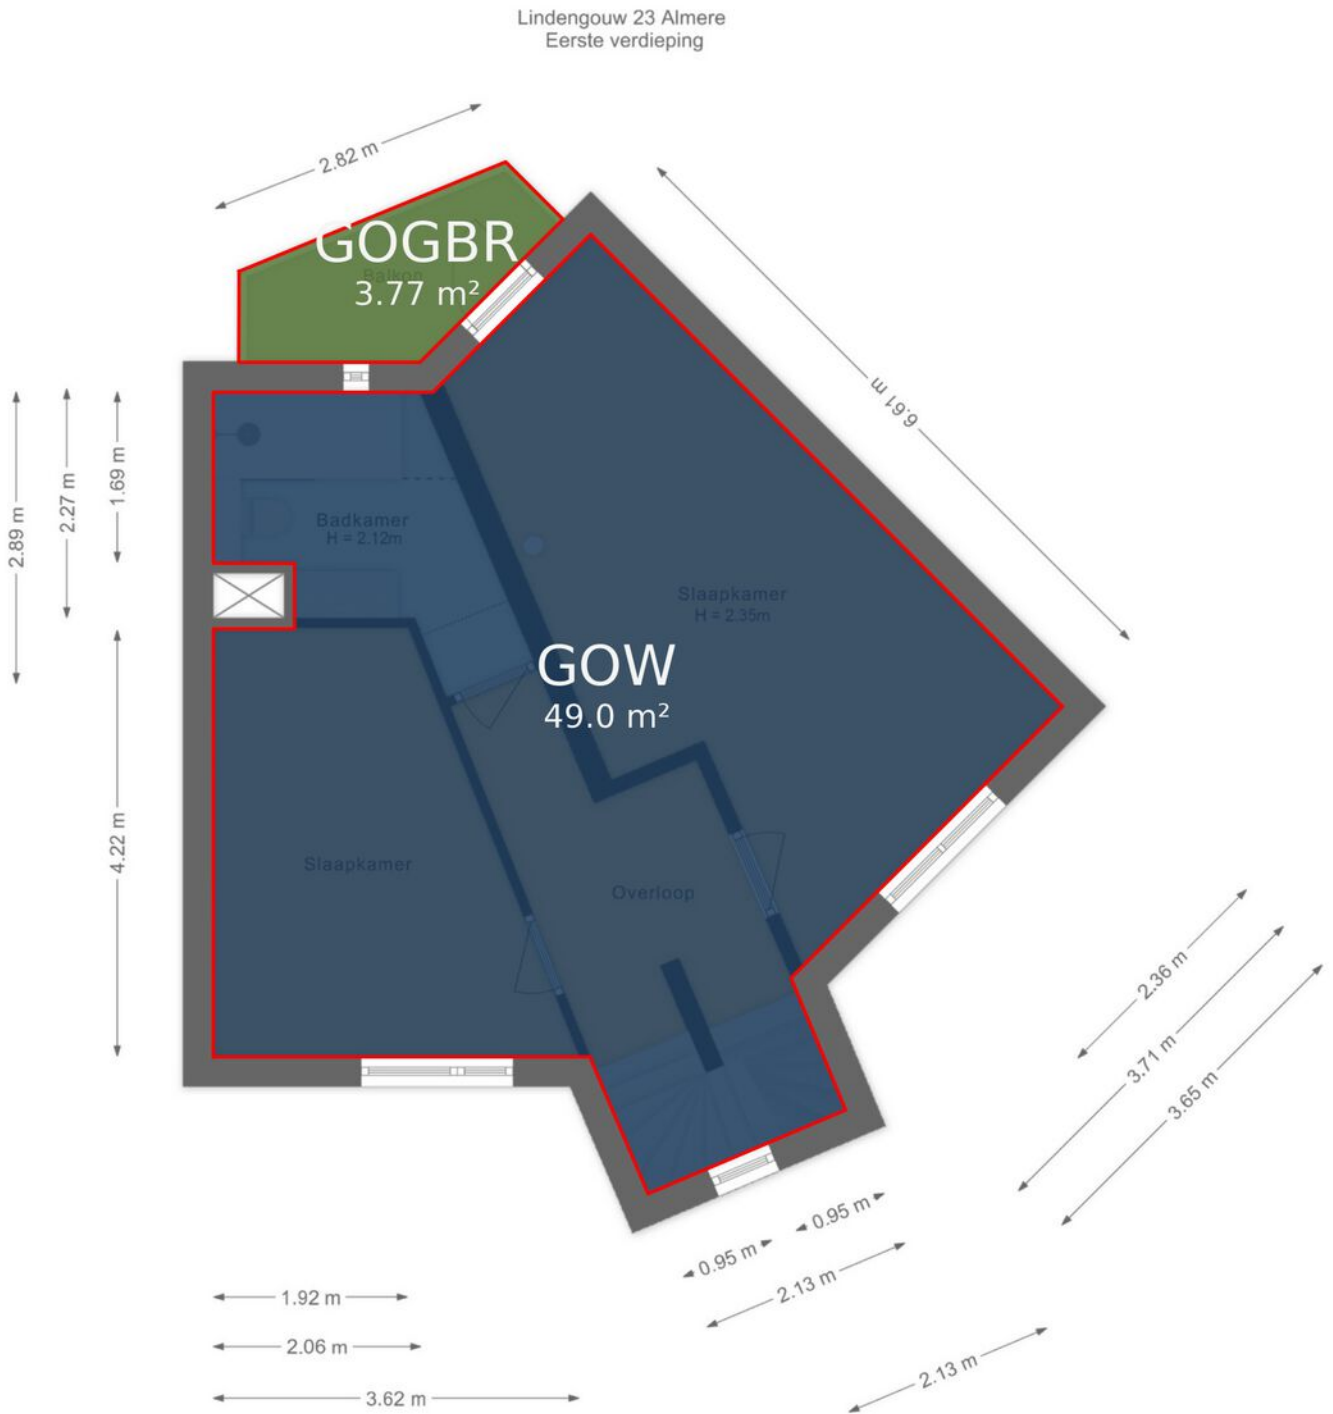 Lindengouw 23 Almere
Eerste verdieping
2.82 m
GOGBR
Balkon
3.77 m²
6.61 m
1.69 m
2.27 m
2.89 m
Badkamer
H = 2.12m
Slaapkamer
H = 2.35m
GOW
49.0 m²
4.22 m
Slaapkamer
Overloop
2.36 m
3.71 m
3.65 m
0.95 m
0.95 m
2.13 m
1.92 m
2.06 m
2.13 m
3.62 m